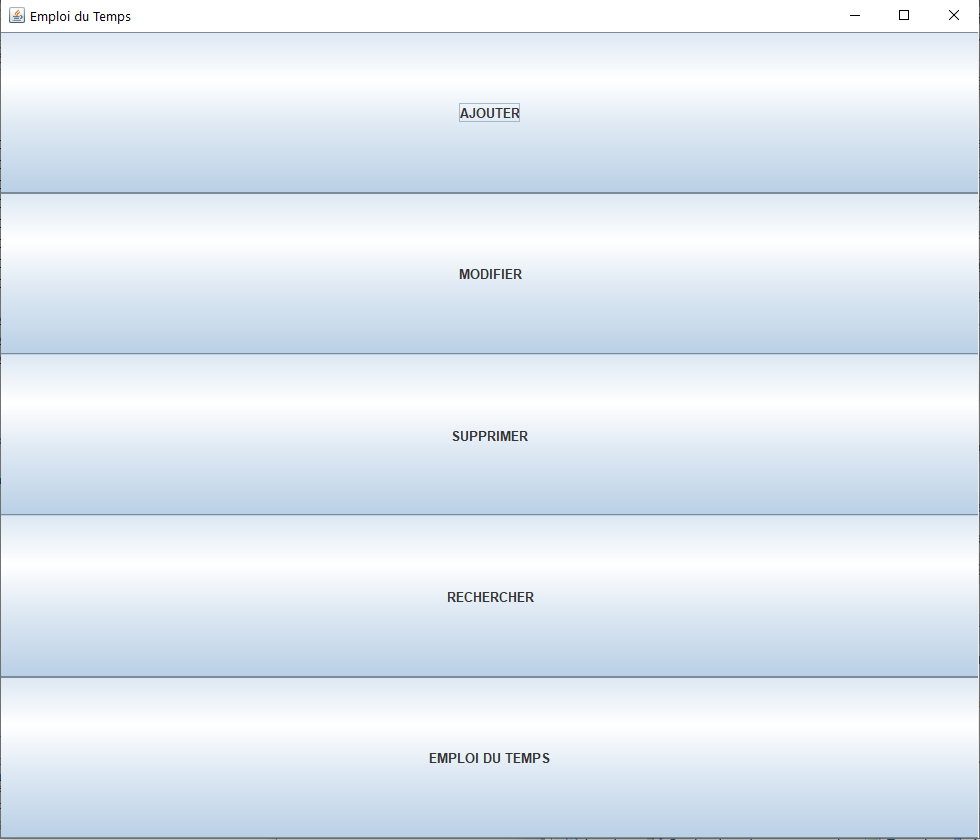 Emploi du Temps
AJOUTER
MODIFIER
SUPPRIMER
RECHERCHER
EMPLOI DU TEMPS